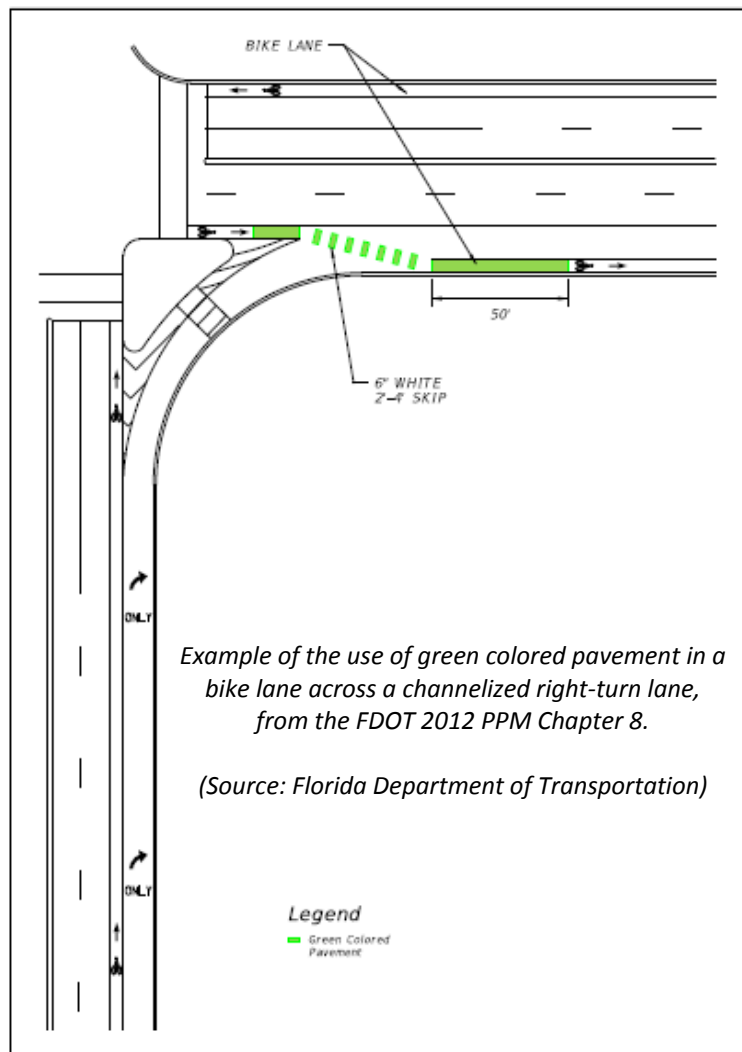 BIKE LANE
50'
6" WHITE
2'-4' SKIP
ONLY
Example of the use of green colored pavement in a
bike lane across a channelized right-turn lane,
from the FDOT 2012 PPM Chapter 8.
(Source: Florida Department of Transportation)
ONLY
Legend
Green Colored
Pavement